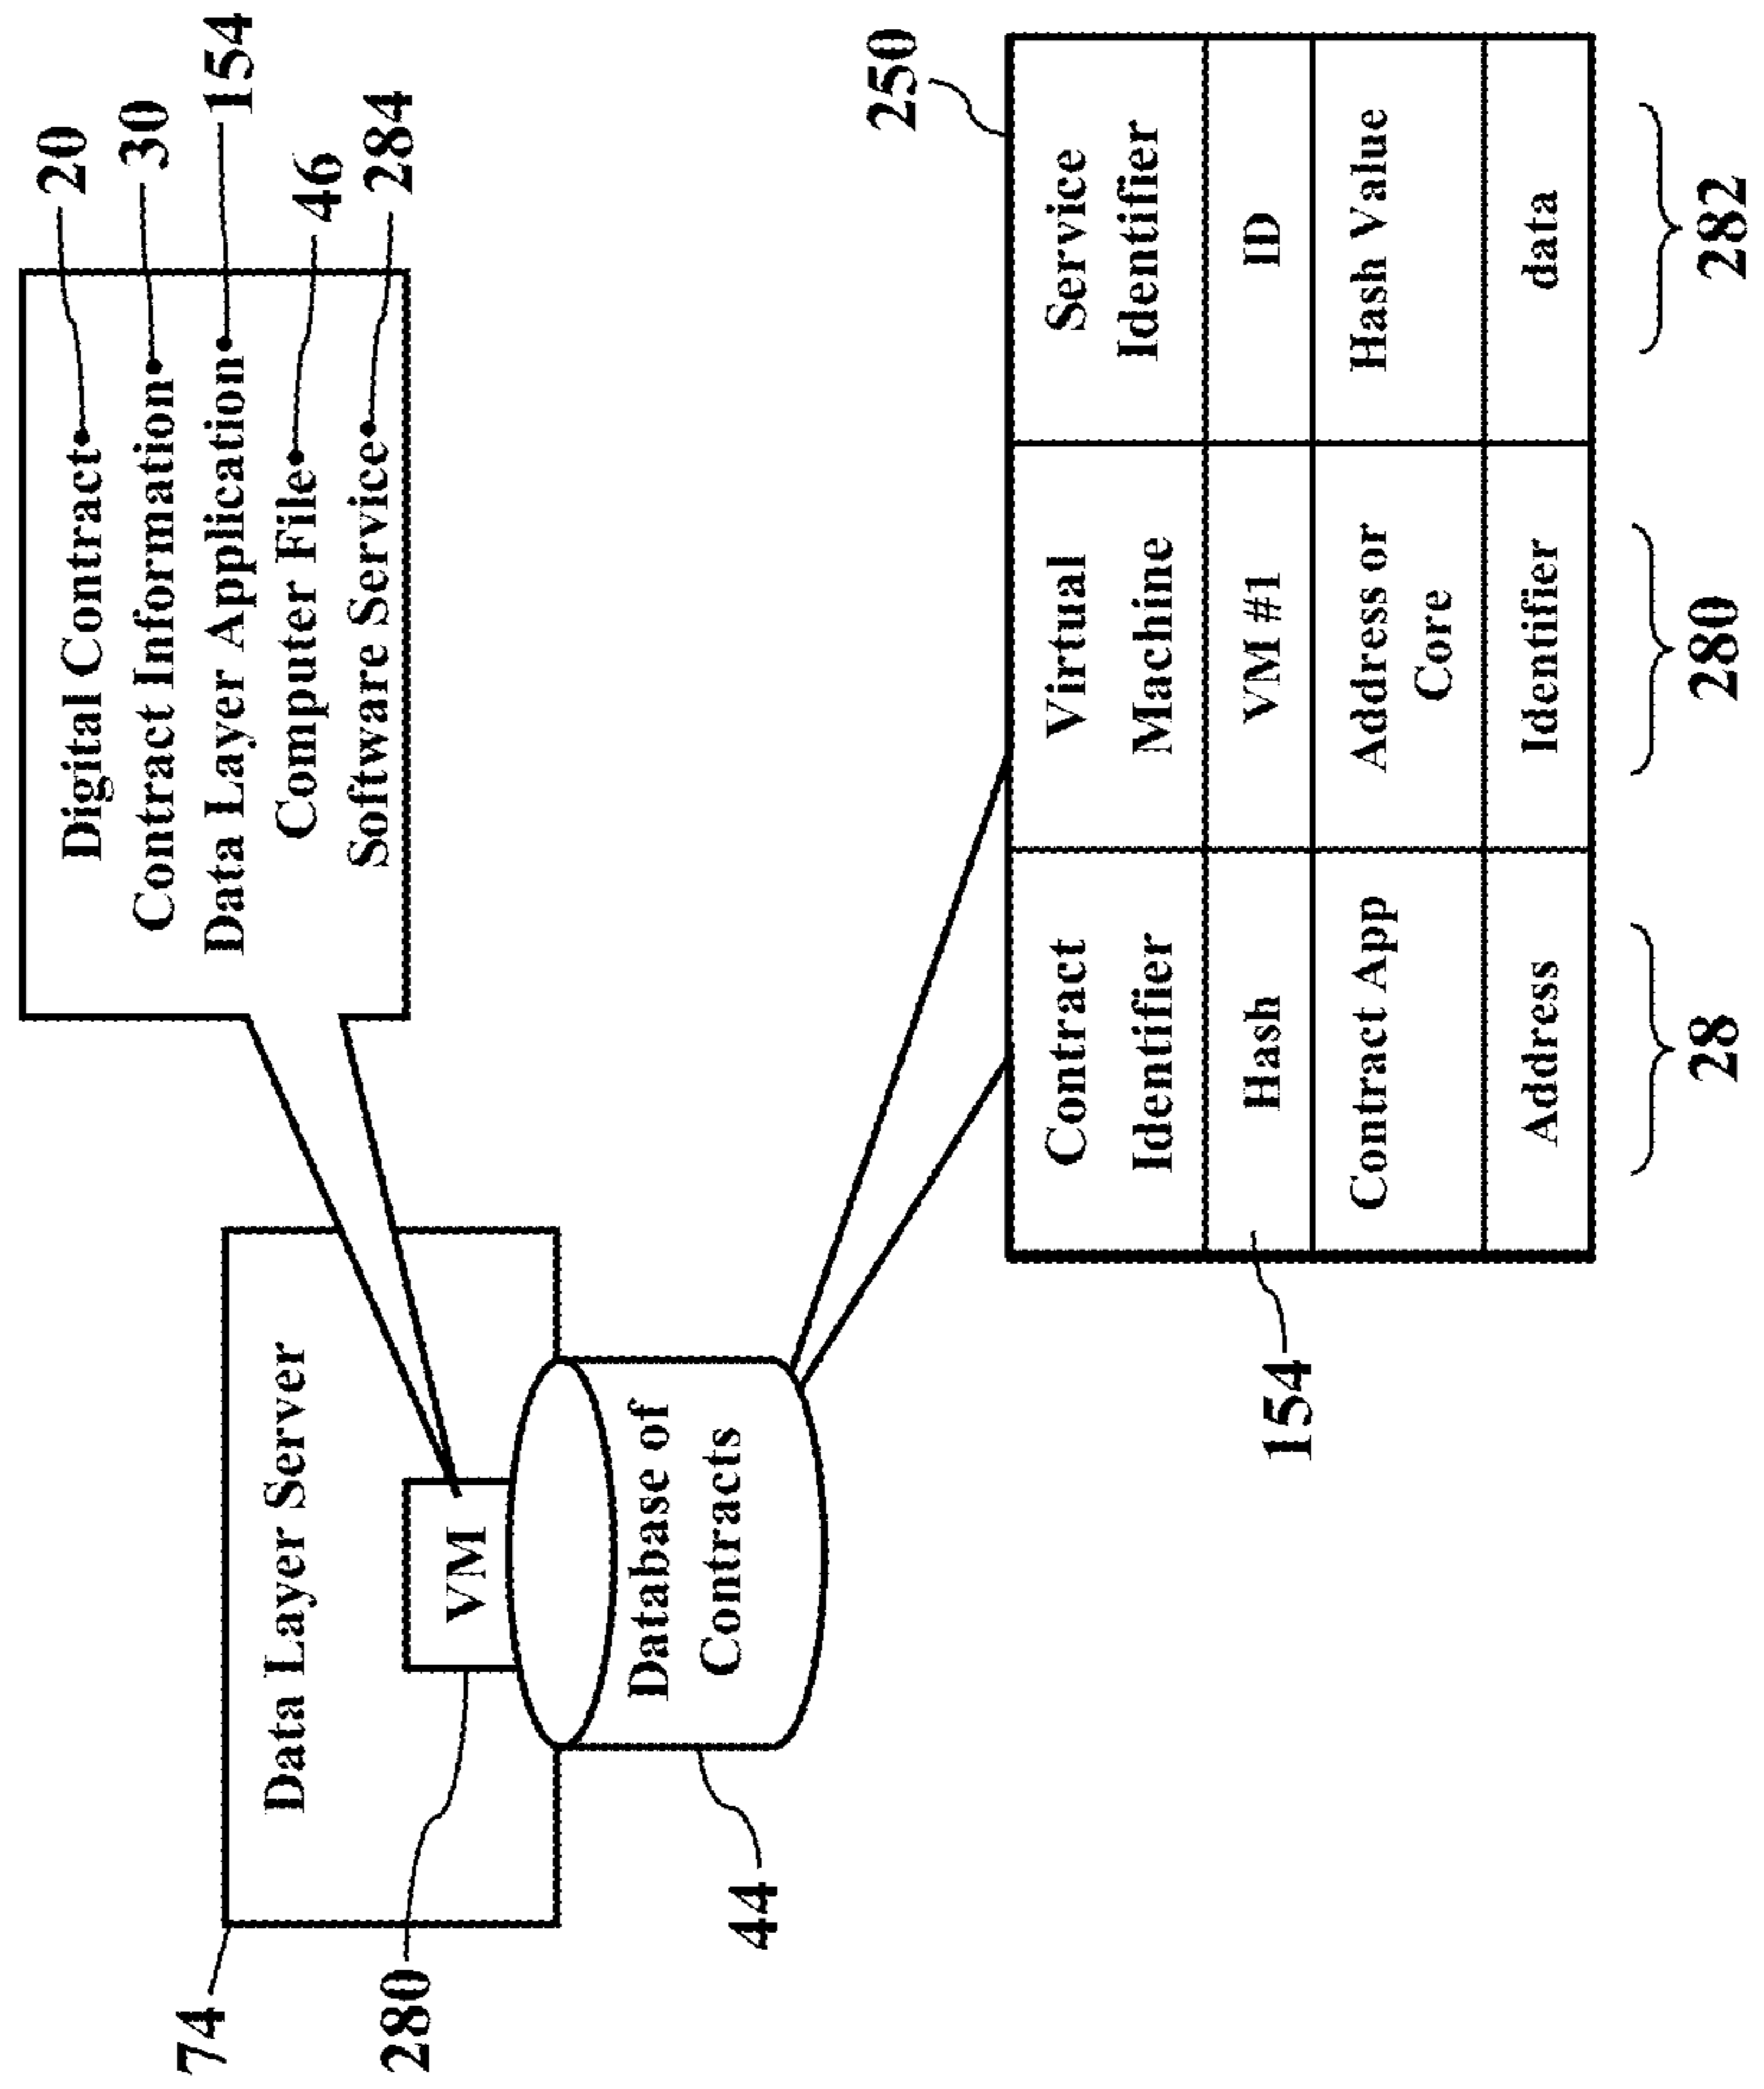 74
Data Layer Server
280
VM
Database of
Contracts
44
Digital Contract
20
Contract Information
30
Data Layer Application
154
Computer File
46
Software Service
284
250
Contract
Identifier
Virtual
Machine
Service
Identifier
Hash
VM #1
ID
Contract App
Address or
Core
Hash Value
Address
Identifier
data
154
28
280
282